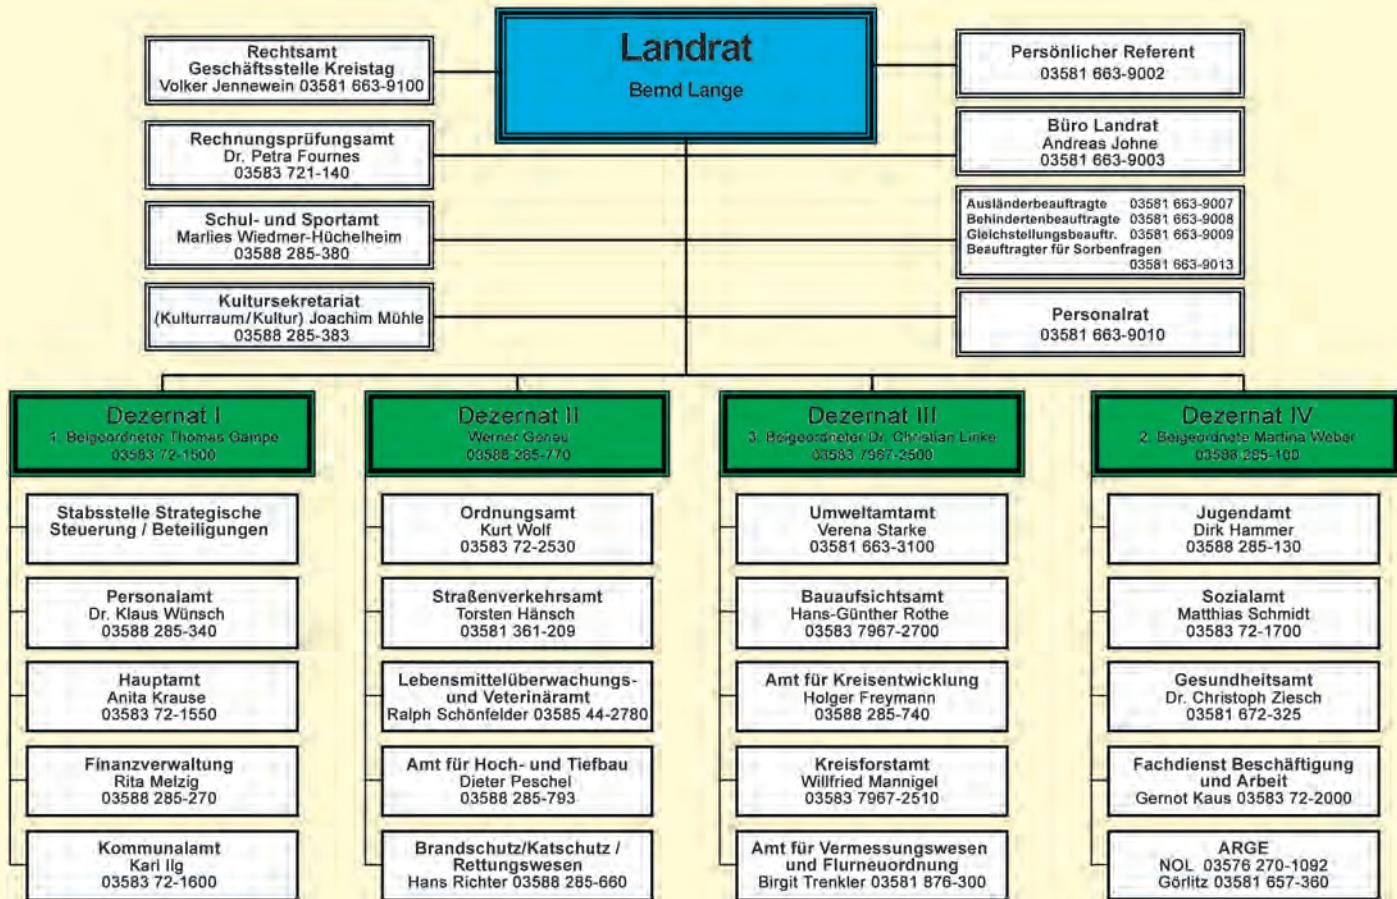 Landrat
Bernd Lange
Rechtsamt
Geschäftsstelle Kreistag
Volker Jennewein 03581 663-9100
Rechnungsprüfungsamt
Dr. Petra Fournes
03583 721-140
Schul- und Sportamt
Marlies Wiedmer-Hüchelheim
03588 285-380
Kultursekretariat
(Kulturraum/Kultur) Joachim Mühle
03588 285-383
Persönlicher Referent
03581 663-9002
Büro Landrat
Andreas Johne
03581 663-9003
Ausländerbeauftragte 03581 663-9007
Behindertenbeauftragte 03581 663-9008
Gleichstellungsbeauftr. 03581 663-9009
Beauftragter für Sorbenfragen
03581 663-9013
Personalrat
03581 663-9010
Dezernat I
1. Beigeordneter Thomas Gampe
03583 72-1500
Stabsstelle Strategische
Steuerung / Beteiligungen
Personalamt
Dr. Klaus Wünsch
03588 285-340
Hauptamt
Anita Krause
03583 72-1550
Finanzverwaltung
Rita Melzig
03588 285-270
Kommunalamt
Karl Ilg
03583 72-1600
Dezernat II
Werner Genau
03588 285-770
Ordnungsamt
Kurt Wolf
03583 72-2530
Straßenverkehrsamt
Torsten Hänsch
03581 361-209
Lebensmittelüberwachungs-
und Veterinäramt
Ralph Schönfelder 03585 44-2780
Amt für Hoch- und Tiefbau
Dieter Peschel
03588 285-793
Brandschutz/Katschutz /
Rettungswesen
Hans Richter 03588 285-660
Dezernat III
3. Beigeordneter Dr. Christian Linke
03583 7967-2500
Umweltamtamt
Verena Starke
03581 663-3100
Bauaufsichtsamt
Hans-Günther Rothe
03583 7967-2700
Amt für Kreisentwicklung
Holger Freymann
03588 285-740
Kreisforstamt
Willfried Mannigel
03583 7967-2510
Amt für Vermessungswesen
und Flurneuordnung
Birgit Trenkler 03581 876-300
Dezernat IV
2. Beigeordnete Martina Weber
03588 285-100
Jugendamt
Dirk Hammer
03588 285-130
Sozialamt
Matthias Schmidt
03583 72-1700
Gesundheitsamt
Dr. Christoph Ziesch
03581 672-325
Fachdienst Beschäftigung
und Arbeit
Gernot Kaus 03583 72-2000
ARGE
NOL 03576 270-1092
Görlitz 03581 657-360